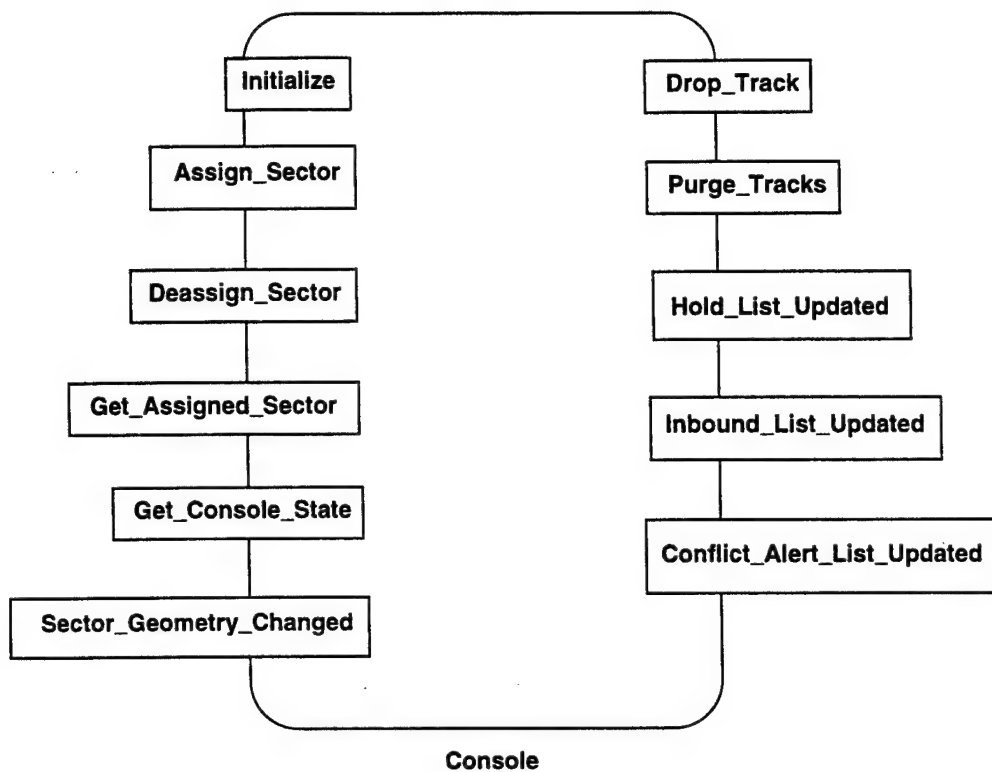 Initialize
Assign_Sector
Deassign_Sector
Get_Assigned_Sector
Get_Console_State
Sector_Geometry_Changed
Drop_Track
Purge_Tracks
Hold_List_Updated
Inbound_List_Updated
Conflict_Alert_List_Updated
Console